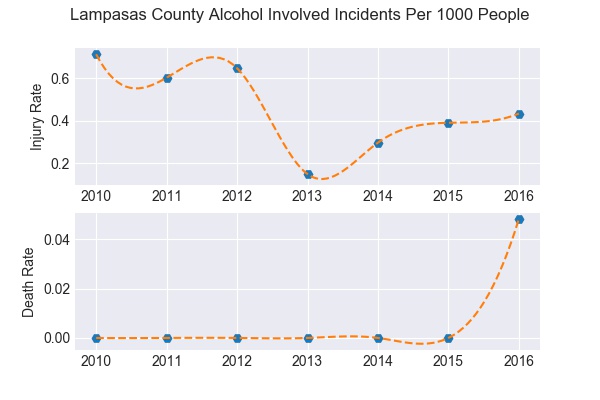 Lampasas County Alcohol Involved Incidents Per 1000 People
Injury Rate
0.6
0.4
0.2
2010 2011 2012 2013 2014 2015 2016
Death Rate
0.04
0.02
0.00
2010 2011 2012 2013 2014 2015 2016